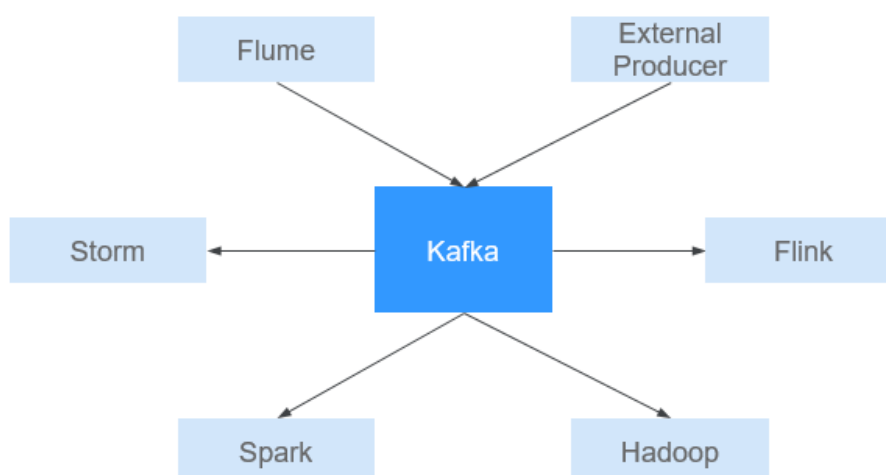 Flume
External
Producer
Storm
Kafka
Flink
Spark
Hadoop